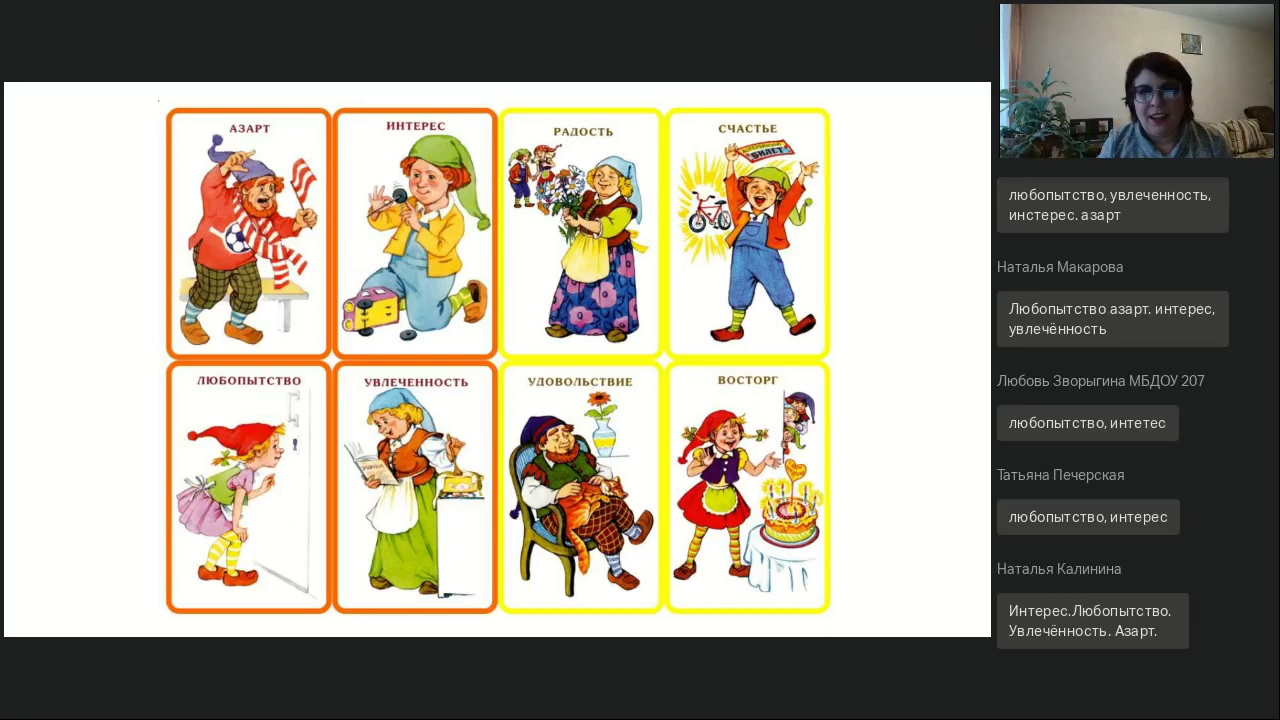 АЗАРТ
ИНТЕРЕС
РАДОСТЬ
СЧАСТЬЕ
БИЛЕТ
ЛЮБОПЫТСТВО
УВЛЕЧЕННОСТЬ
УДОВОЛЬСТВИЕ
ВОСТОРГ
любопытство, увлеченность,
инстерес. азарт
Наталья Макарова
Любопытство азарт. интерес,
увлечённость
Любовь Зворыгина МБДОУ 207
любопытство, интетес
Татьяна Печерская
любопытство, интерес
Наталья Калинина
Интерес.Любопытство.
Увлечённость. Азарт.